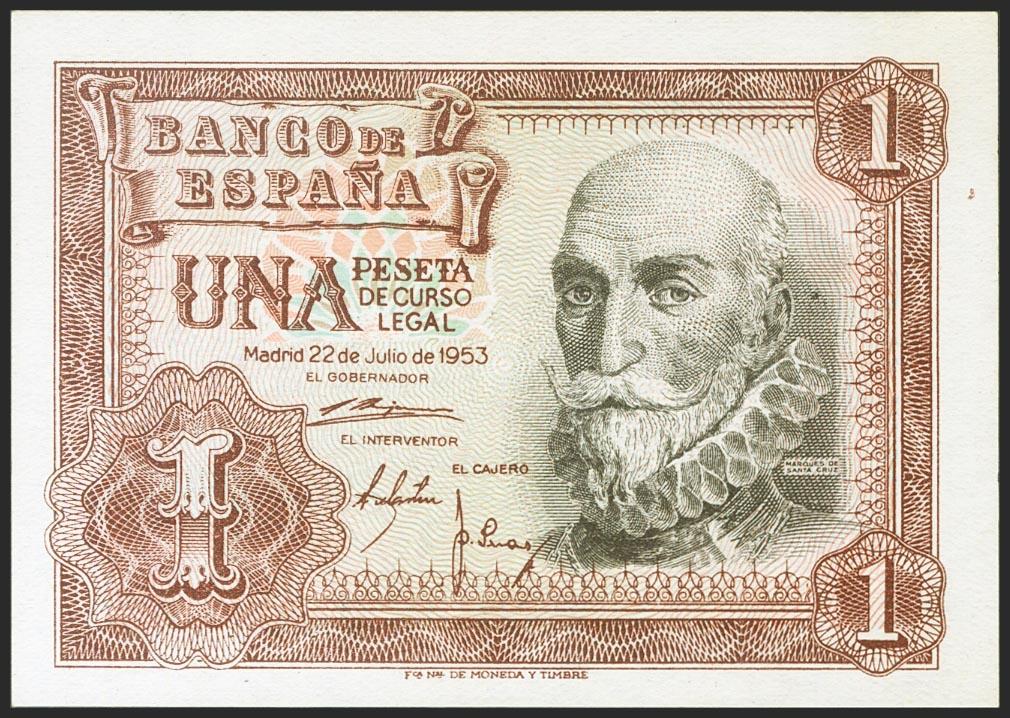 BANCO DE
ESPAÑA
UNA PESETA
DE CURSO
LEGAL
Madrid 22 de Julio de 1953
EL GOBERNADOR
EL INTERVENTOR
EL CAJERO
MARQUES DE
SANTA CRUZ
1
1
1
Fca. Nal. DE MONEDA Y TIMBRE